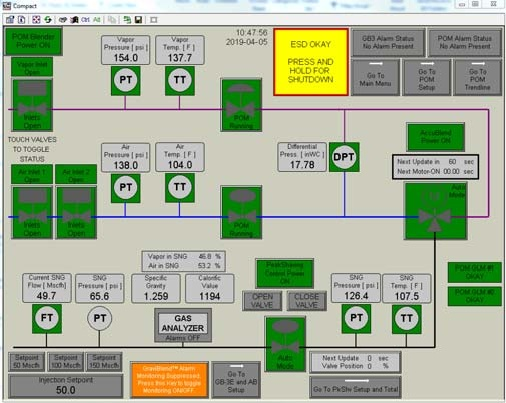 Compact
Ctrl Alt
POM Blender
Power ON
Vapor Inlet
Open
Inlets
Open
Vapor
Pressure [ psi ]
154.0
PT
Vapor
Temp. [ F ]
137.7
TT
10:47:56
2019-04-05
POM
Running
ESD OKAY
PRESS AND
HOLD FOR
SHUTDOWN
GB3 Alarm Status
No Alarm Present
POM Alarm Status
No Alarm Present
Go To
Main Menu
Go To
POM
Setup
Go To
POM
Trendline
TOUCH VALVES
TO TOGGLE
STATUS
Air Inlet 1
Open
Air Inlet 2
Open
Inlets
Open
Inlets
Open
Air
Pressure [ psi ]
138.0
PT
Air
Temp. [ F ]
104.0
TT
POM
Running
Differential
Press. [ inWC ]
17.78
DPT
AccuBlend
Power ON
Next Update in 60 sec
Next Motor-ON 00.00 sec
Auto
Mode
Vapor in SNG 46.8 %
Air in SNG 53.2 %
Current SNG
Flow [ Mscfh]
49.7
FT
SNG
Pressure [ psi ]
65.6
PT
Specific
Gravity
1.259
Calorific
Value
1194
GAS
ANALYZER
Alarms OFF
PeakShaving
Control Power
ON
OPEN
VALVE
CLOSE
VALVE
Auto
Mode
SNG
Pressure [ psi ]
126.4
PT
SNG
Temp. [ F ]
107.5
TT
POM GLM #1
OKAY
POM GLM #2
OKAY
Setpoint
50 Mscfh
Setpoint
100 Mscfh
Setpoint
150 Mscfh
Injection Setpoint
50.0
GraviBlend™ Alarm
Monitoring Suppressed.
Press this Here to toggle
Monitoring ON/OFF
Go To
GB-3E and AB
Setup
Next Update 0 sec
Valve Position 0 %
Go To PkShv Setup and Total